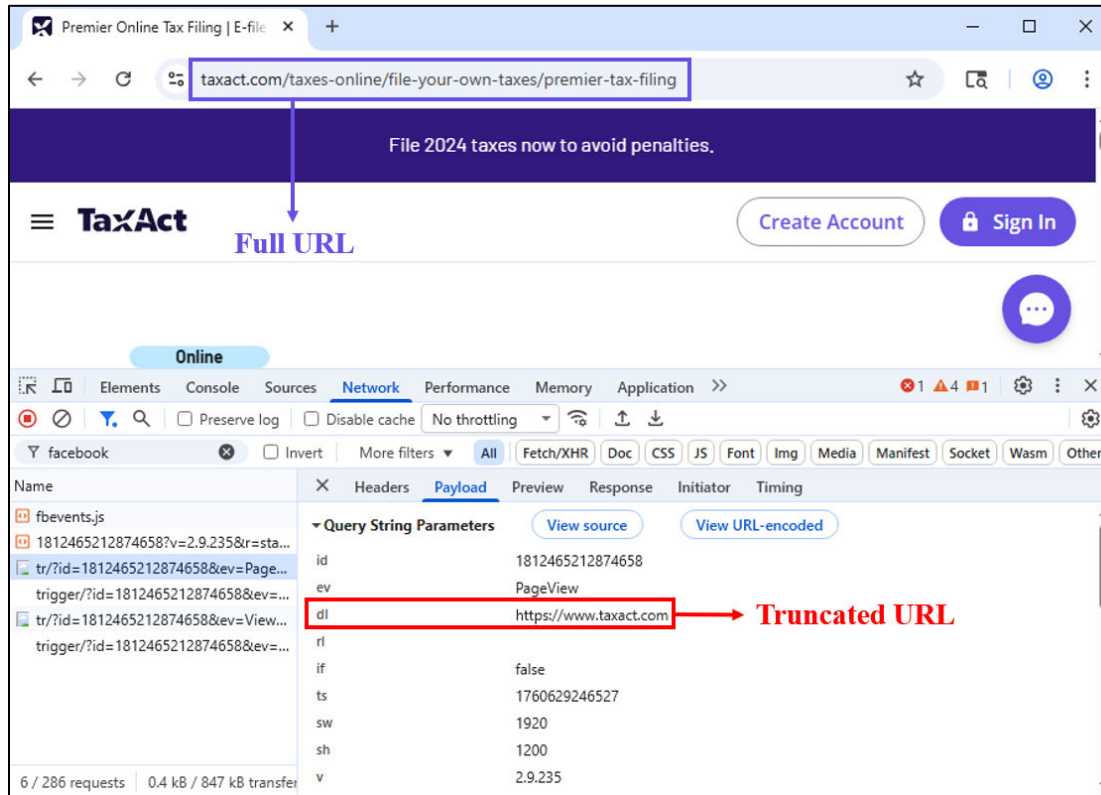 Premier Online Tax Filing | E-file
taxact.com/taxes-online/file-your-own-taxes/premier-tax-filing
File 2024 taxes now to avoid penalties.
TaxAct
Create Account
Sign In
Full URL
Online
Elements Console Sources Network Performance Memory Application 1 4 1
Preserve log Disable cache No throttling
facebook Invert More filters All Fetch/XHR Doc CSS JS Font Img Media Manifest Socket Wasm Other
Name Headers Payload Preview Response Initiator Timing
fbevents.js
Query String Parameters View source View URL-encoded
1812465212874658?v=2.9.235&r=sta...
id 1812465212874658
tr/?id=1812465212874658&ev=Page...
ev PageView
trigger/?id=1812465212874658&ev=...
dl https://www.taxact.com Truncated URL
tr/?id=1812465212874658&ev=View...
rl
trigger/?id=1812465212874658&ev=...
if false
ts 1760629246527
sw 1920
sh 1200
v 2.9.235
6 / 286 requests 0.4 kB / 847 kB transfer